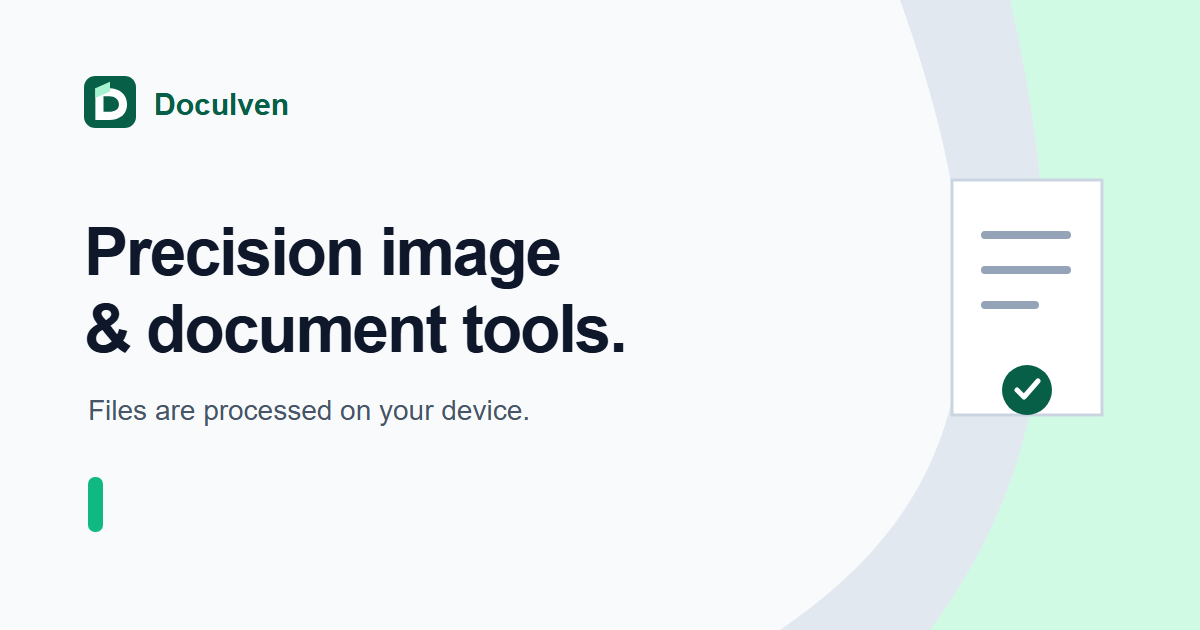 Doculven
Precision image
& document tools.
Files are processed on your device.